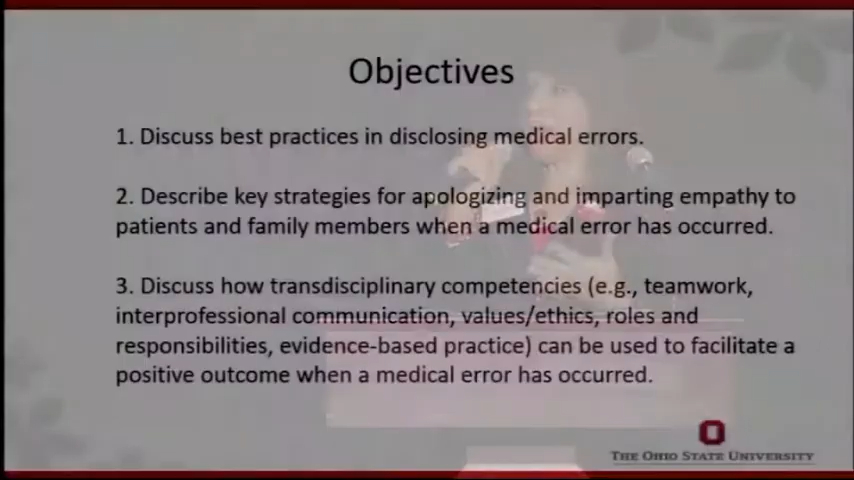 Objectives
1. Discuss best practices in disclosing medical errors.
2. Describe key strategies for apologizing and imparting empathy to
patients and family members when a medical error has occurred.
3. Discuss how transdisciplinary competencies (e.g., teamwork,
interprofessional communication, values/ethics, roles and
responsibilities, evidence-based practice) can be used to facilitate a
positive outcome when a medical error has occurred.
THE OHIO STATE UNIVERSITY